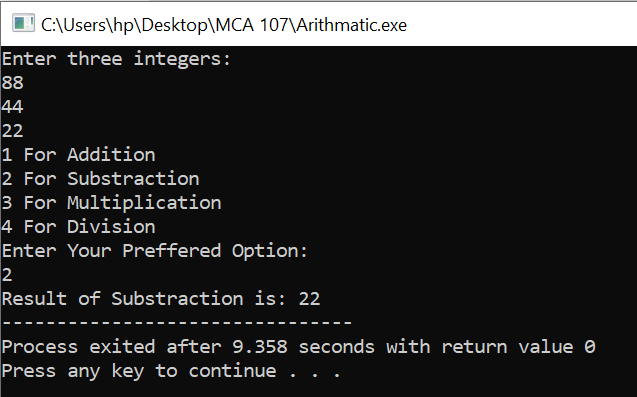 C:\Users\hp\Desktop\MCA 107\Arithmatic.exe
Enter three integers:
88
44
22
1 For Addition
2 For Substraction
3 For Multiplication
4 For Division
Enter Your Preffered Option:
2
Result of Substraction is: 22
--------------------------------
Process exited after 9.358 seconds with return value 0
Press any key to continue . . .